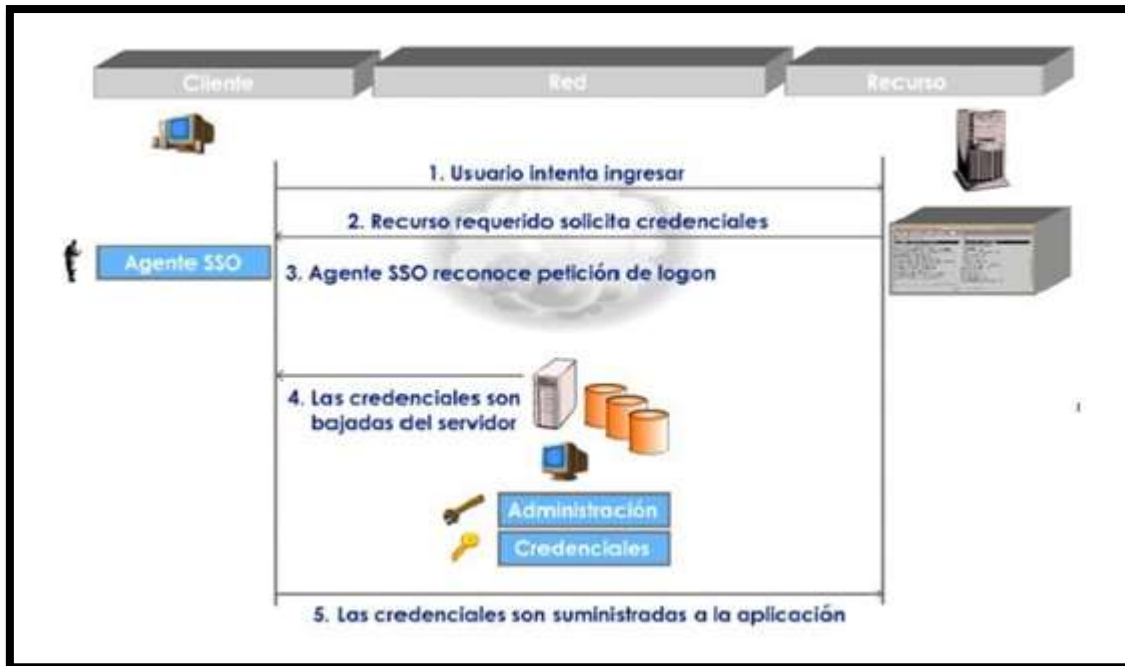 Cliente
Red
Recurso
1. Usuario intenta ingresar
2. Recurso requerido solicita credenciales
Agente SSO
3. Agente SSO reconoce petición de logon
4. Las credenciales son
bajadas del servidor
Administración
Credenciales
5. Las credenciales son suministradas a la aplicación